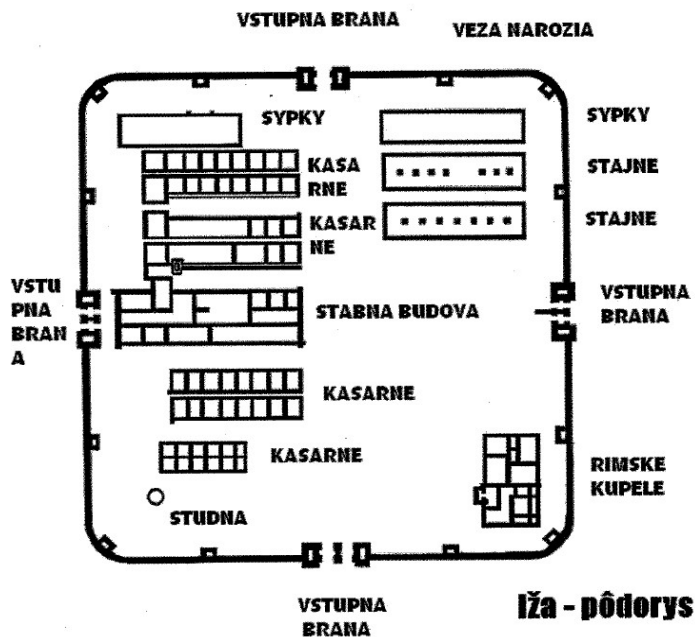 VSTUPNA BRANA
VEZA NAROZIA
SYPKY
SYPKY
KASA
RNE
STAJNE
KASAR
NE
STAJNE
VSTU
PNA
BRAN
A
STABNA BUDOVA
VSTUPNA
BRANA
KASARNE
KASARNE
RIMSKE
KUPELE
STUDNA
VSTUPNA
BRANA
Iža - pôdorys